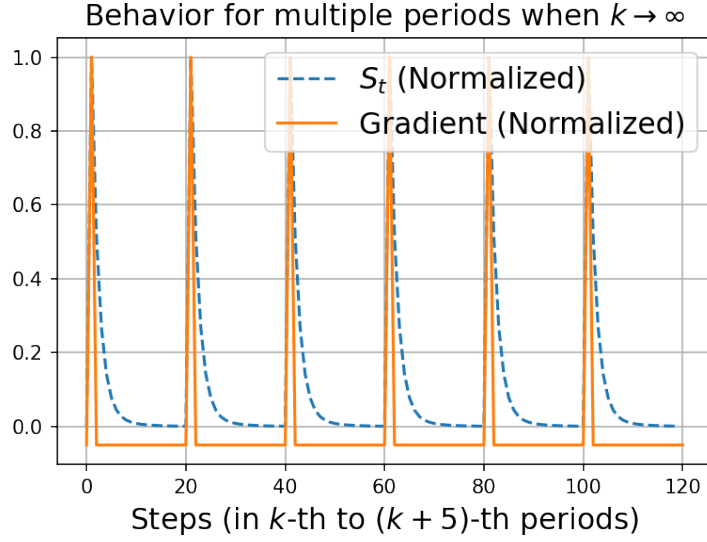 Behavior for multiple periods when k → ∞
1.0
0.8
0.6
0.4
0.2
0.0
S_t (Normalized)
Gradient (Normalized)
0 20 40 60 80 100 120
Steps (in k-th to (k + 5)-th periods)